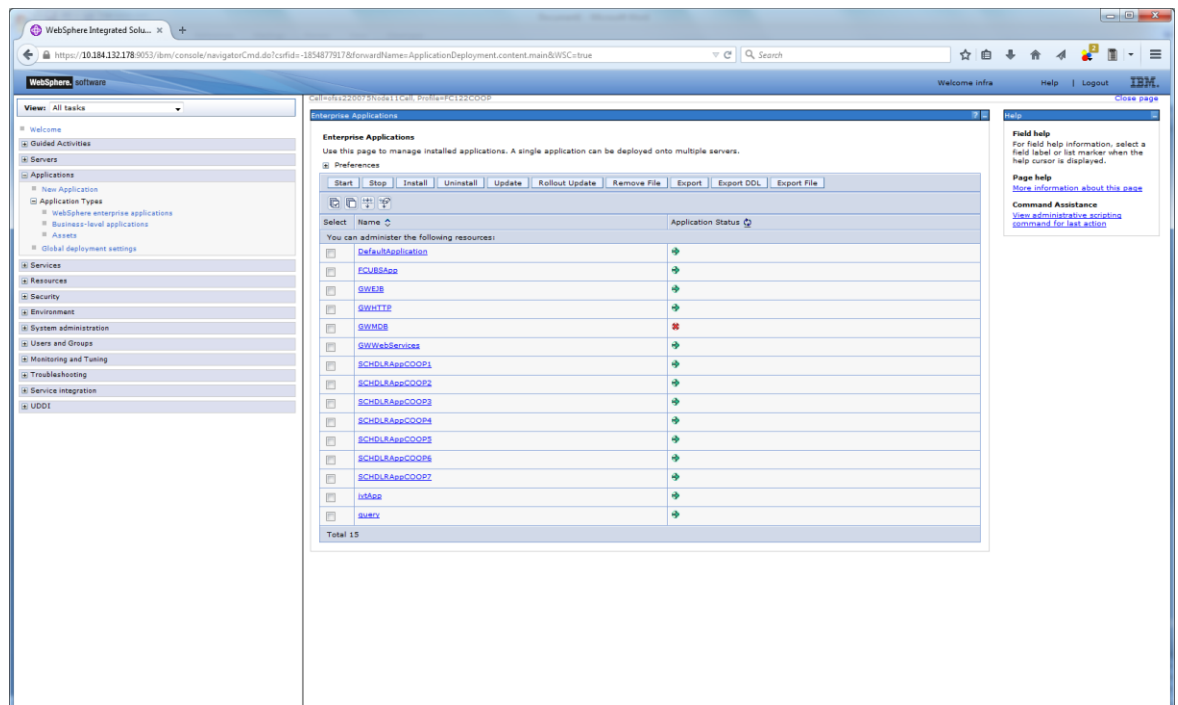 WebSphere Integrated Solu... × +
https://10.184.132.178:9053/ibm/console/navigatorCmd.do?csrfid=-1854877917&forwardName=ApplicationDeployment.content.main&WSC=true
Search
2
WebSphere. software
Welcome infra
Help | Logout
IBM.
View: All tasks
Welcome
Guided Activities
Servers
Applications
New Application
Application Types
WebSphere enterprise applications
Business-level applications
Assets
Global deployment settings
Services
Resources
Security
Environment
System administration
Users and Groups
Monitoring and Tuning
Troubleshooting
Service integration
UDDI
Cell=ofss220075Node11Cell, Profile=FC122COOP
Close page
Enterprise Applications
? -
Enterprise Applications
Use this page to manage installed applications. A single application can be deployed onto multiple servers.
Preferences
Start Stop Install Uninstall Update Rollout Update Remove File Export Export DDL Export File
Select Name Application Status
You can administer the following resources:
DefaultApplication
FCUBSApp
GWEJB
GWHTTP
GWMDB
GWWebServices
SCHDLRAppCOOP1
SCHDLRAppCOOP2
SCHDLRAppCOOP3
SCHDLRAppCOOP4
SCHDLRAppCOOP5
SCHDLRAppCOOP6
SCHDLRAppCOOP7
ivtApp
query
Total 15
Help
Field help
For field help information, select a
field label or list marker when the
help cursor is displayed.
Page help
More information about this page
Command Assistance
View administrative scripting
command for last action